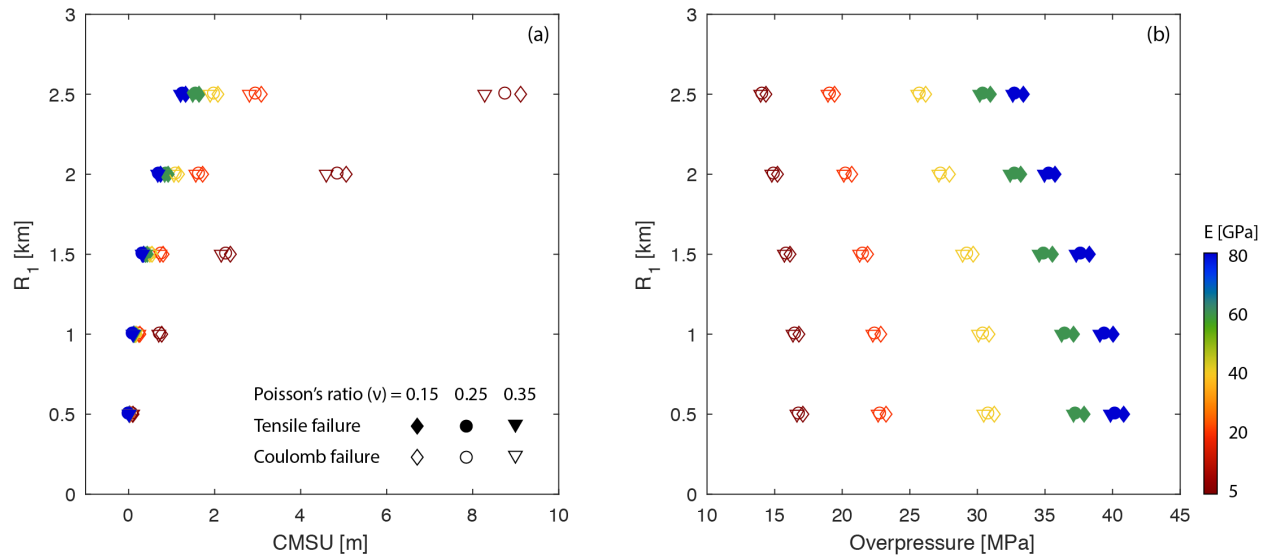 (a)
3
2.5
2
1.5
1
0.5
0
R1 [km]
0 2 4 6 8 10
CMSU [m]
Poisson's ratio (ν) = 0.15 0.25 0.35
Tensile failure
Coulomb failure
(b)
3
2.5
2
1.5
1
0.5
0
R1 [km]
10 15 20 25 30 35 40 45
Overpressure [MPa]
E [GPa]
80
60
40
20
5